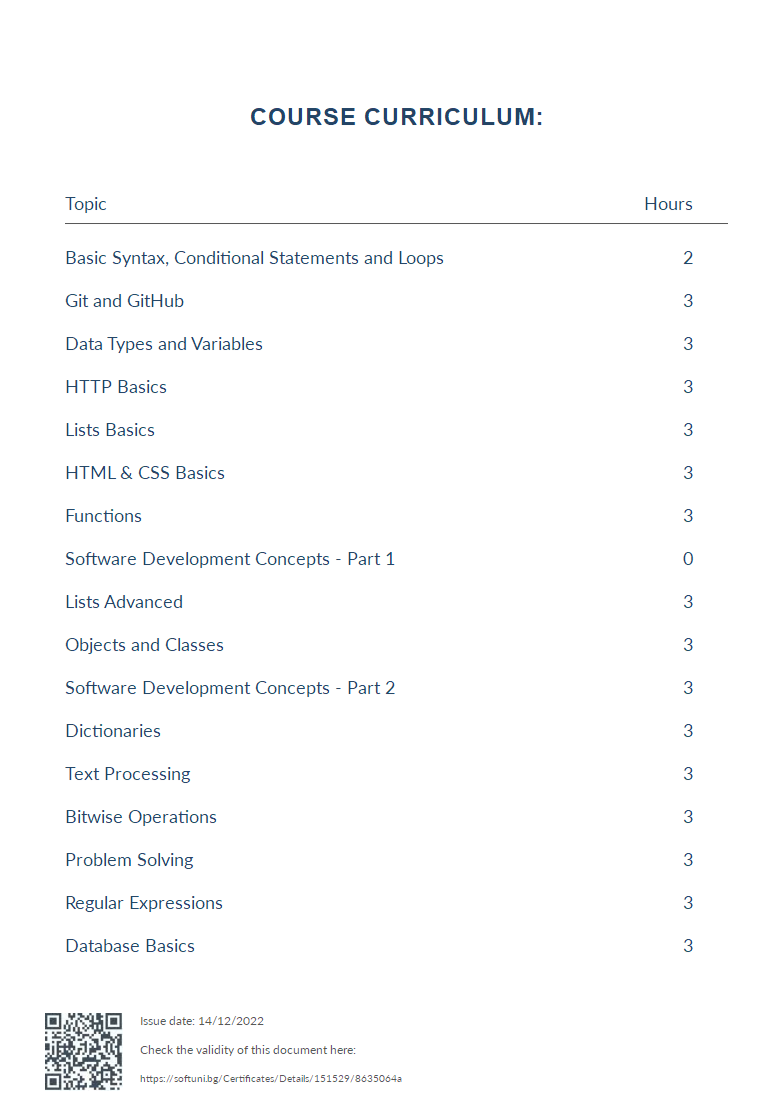 COURSE CURRICULUM:
Topic Hours
Basic Syntax, Conditional Statements and Loops 2
Git and GitHub 3
Data Types and Variables 3
HTTP Basics 3
Lists Basics 3
HTML & CSS Basics 3
Functions 3
Software Development Concepts - Part 1 0
Lists Advanced 3
Objects and Classes 3
Software Development Concepts - Part 2 3
Dictionaries 3
Text Processing 3
Bitwise Operations 3
Problem Solving 3
Regular Expressions 3
Database Basics 3
Issue date: 14/12/2022
Check the validity of this document here:
https://softuni.bg/Certificates/Details/151529/8635064a